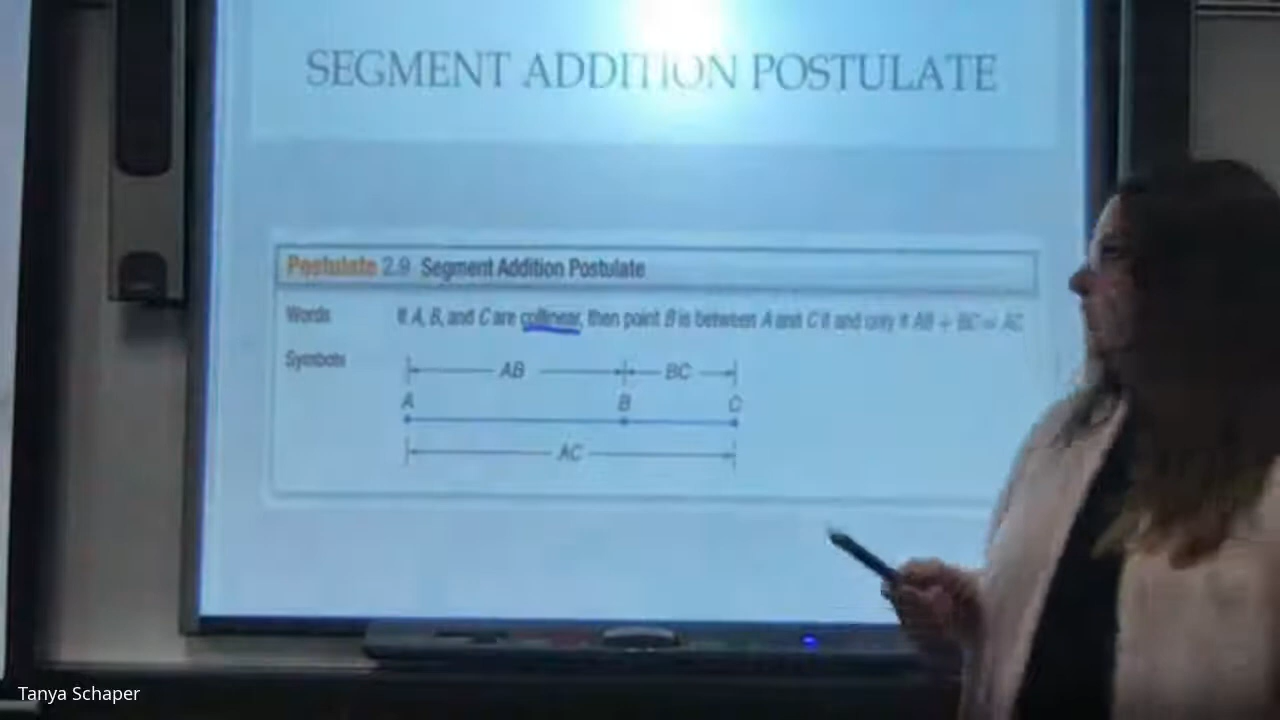 SEGMENT ADDITION POSTULATE
Postulate 2.9 Segment Addition Postulate
Words If A, B, and C are collinear, then point B is between A and C if and only if AB + BC = AC
Symbols
AB BC
A B C
AC
Tanya Schaper